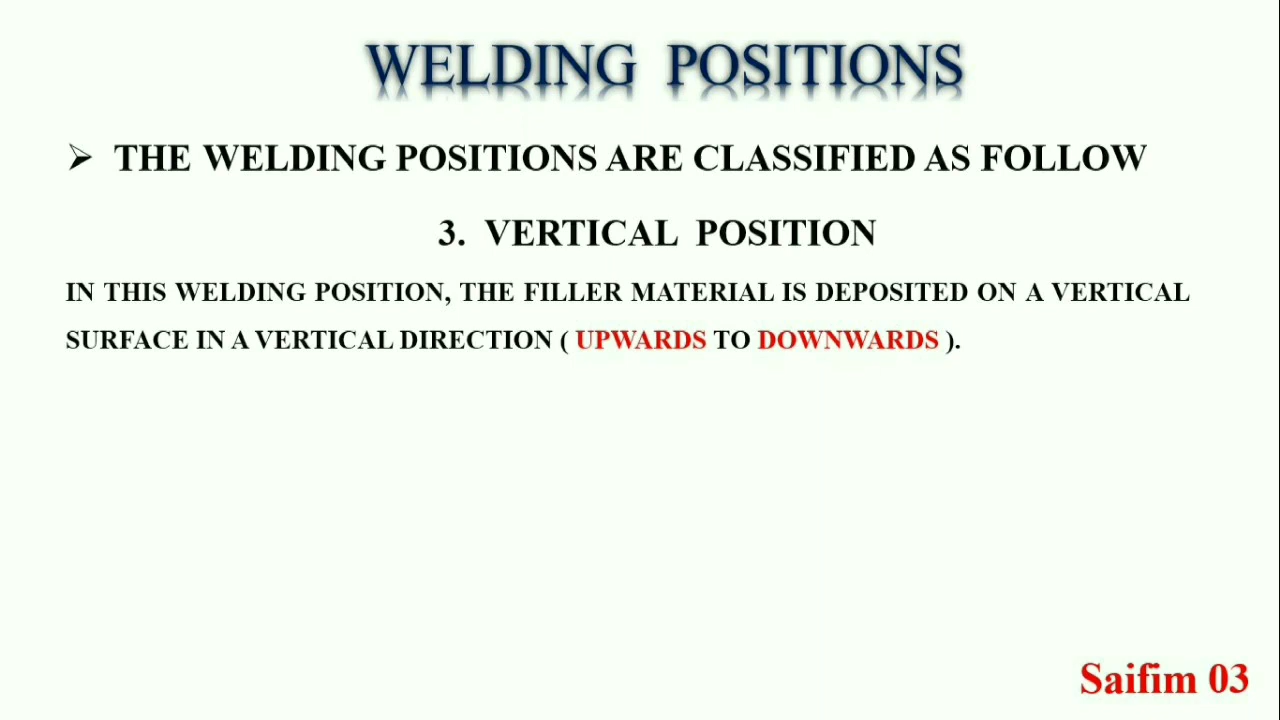 WELDING POSITIONS
➢ THE WELDING POSITIONS ARE CLASSIFIED AS FOLLOW
3. VERTICAL POSITION
IN THIS WELDING POSITION, THE FILLER MATERIAL IS DEPOSITED ON A VERTICAL
SURFACE IN A VERTICAL DIRECTION ( UPWARDS TO DOWNWARDS ).
Saifim 03